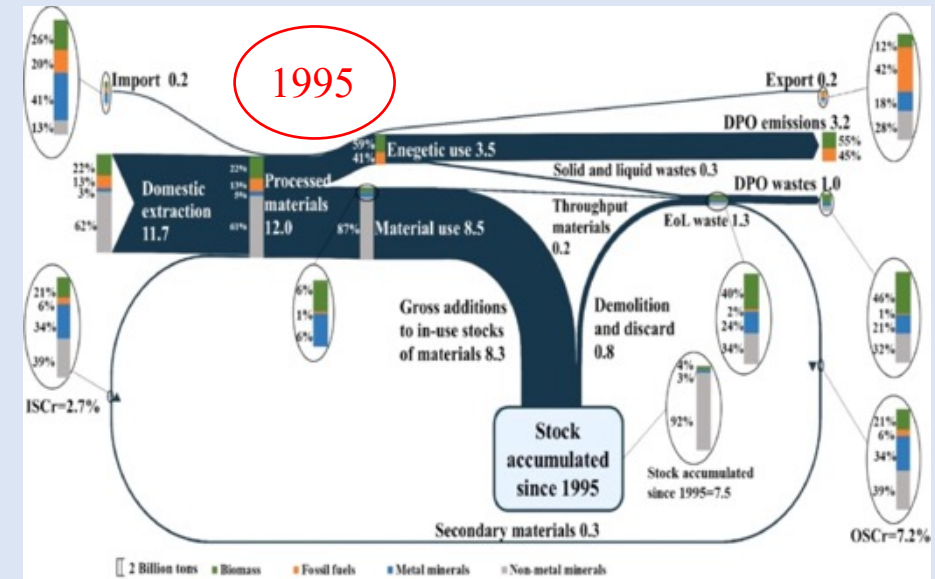 1995
26%
20%
41%
13%
Import 0.2
Export 0.2
12%
42%
18%
28%
DPO emissions 3.2
55%
45%
59%
41%
Enegetic use 3.5
Solid and liquid wastes 0.3
DPO wastes 1.0
22%
13%
3%
62%
Domestic
extraction
11.7
22%
13%
5%
61%
Processed
materials
12.0
87%
Material use 8.5
Throughput
materials
0.2
EoL waste 1.3
6%
1%
6%
Gross additions
to in-use stocks
of materials 8.3
Demolition
and discard
0.8
40%
2%
24%
34%
46%
1%
21%
32%
21%
6%
34%
39%
ISCr=2.7%
4%
3%
92%
Stock
accumulated
since 1995
Stock accumulated
since 1995=7.5
21%
6%
34%
39%
OSCr=7.2%
Secondary materials 0.3
2 Billion tons
Biomass
Fossil fuels
Metal minerals
Non-metal minerals